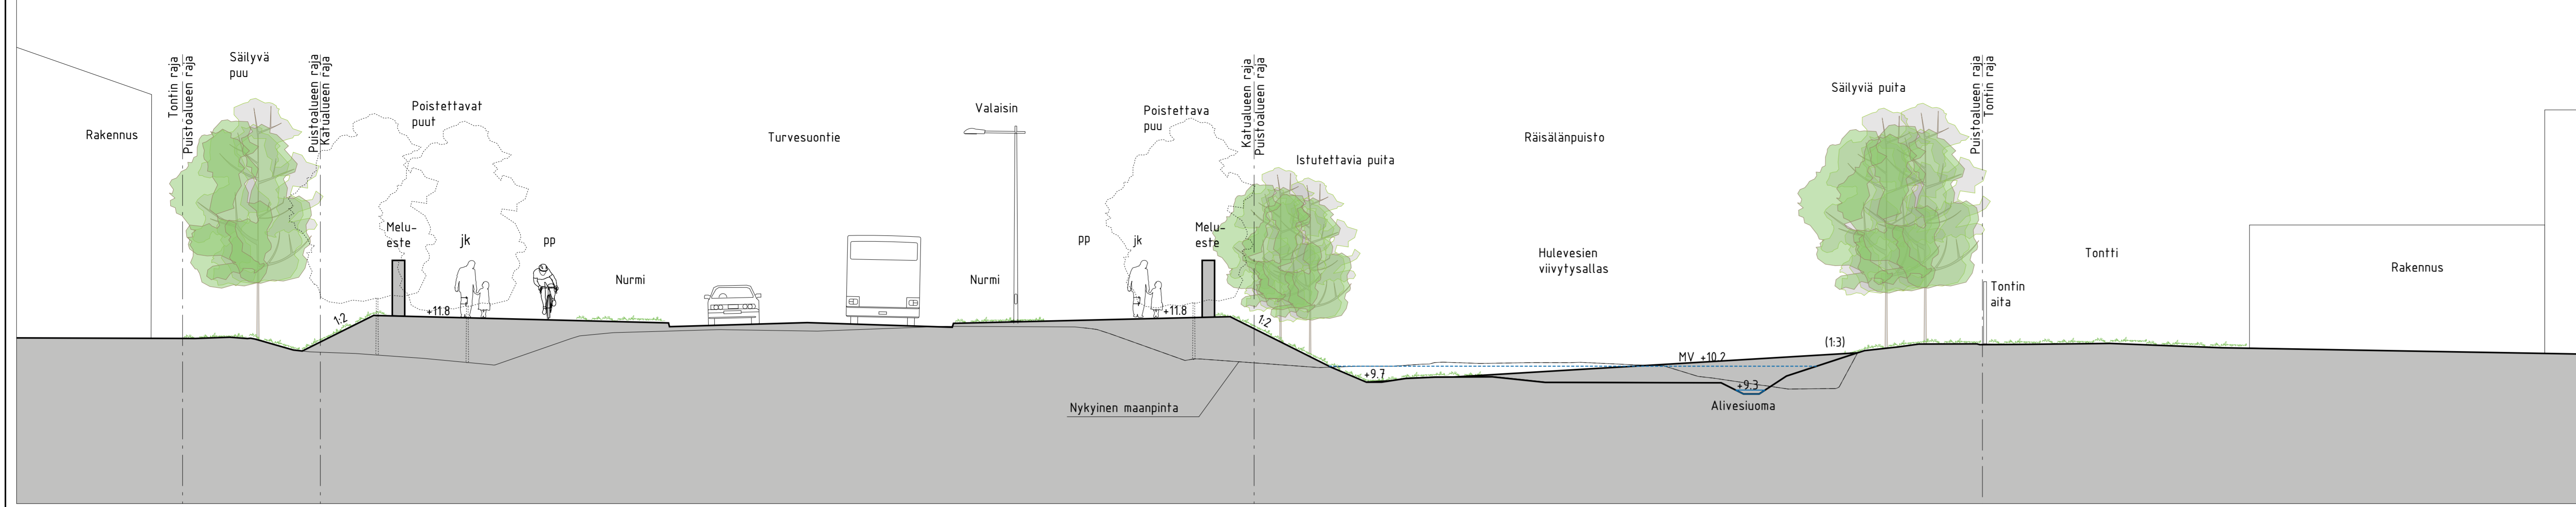 Rakennus
Tontin raja
Puistoalueen raja
Säilyvä
puu
Puistoalueen raja
Katualueen raja
Poistettavat
puut
Melu-
este
jk
pp
1:2
+11.8
Nurmi
Turvesuontie
Valaisin
Nurmi
Poistettava
puu
pp
jk
Melu-
este
+11.8
Katualueen raja
Puistoalueen raja
1:2
Istutettavia puita
Nykyinen maanpinta
+9.7
Räisälänpuisto
Hulevesien
viivytysallas
MV +10.2
+9.3
Alivesiuoma
(1:3)
Säilyviä puita
Puistoalueen raja
Tontin raja
Tontin
aita
Tontti
Rakennus